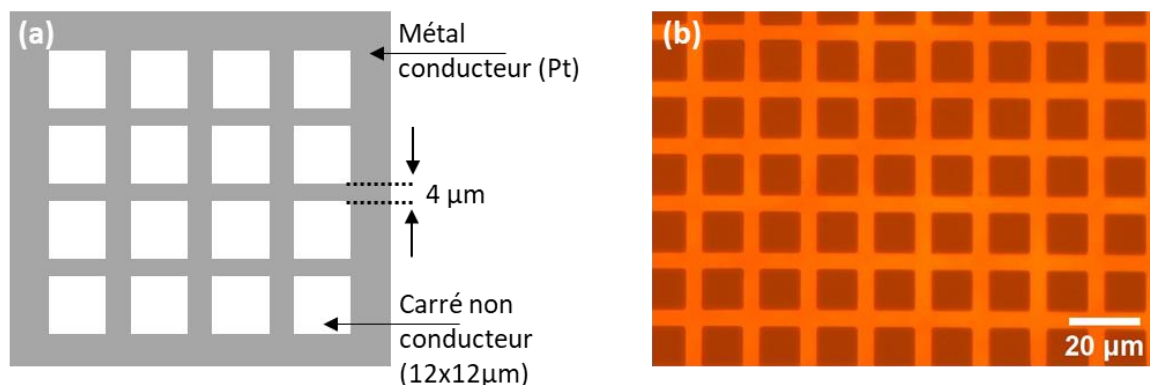 (a)
Métal
conducteur (Pt)
4 µm
Carré non
conducteur
(12x12µm)
(b)
20 µm